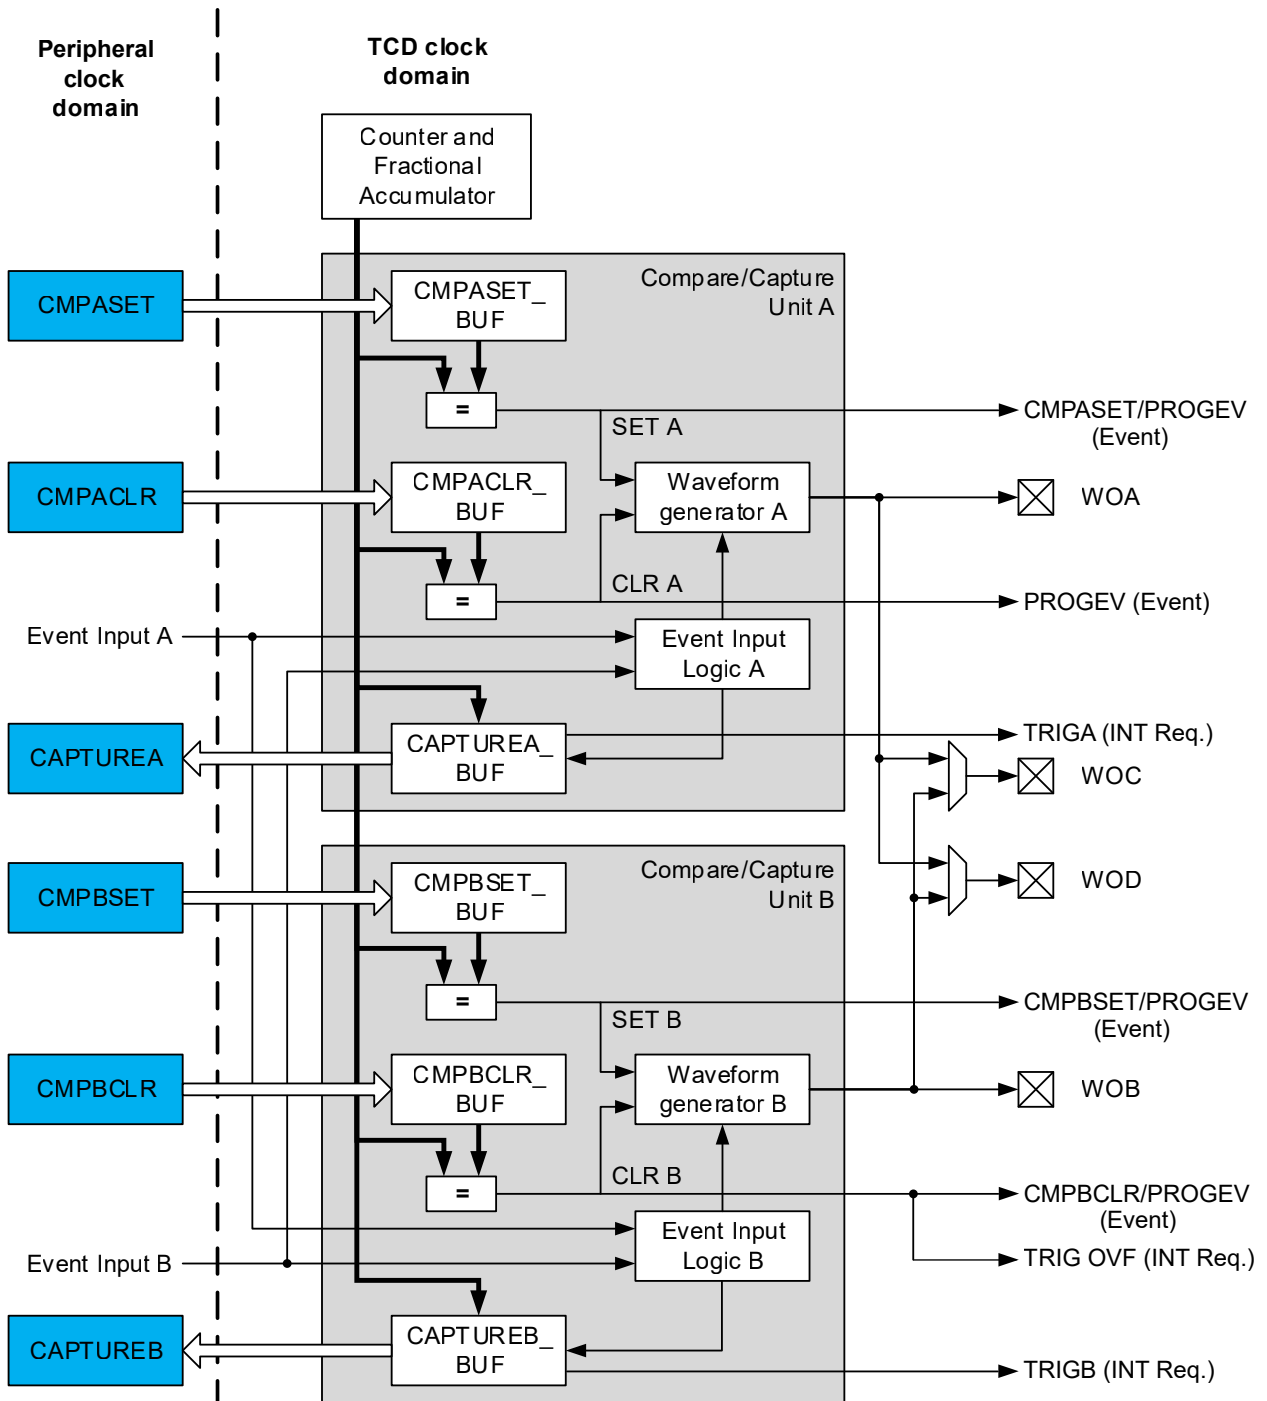 Peripheral
clock
domain
TCD clock
domain
Counter and
Fractional
Accumulator
Compare/Capture
Unit A
CMPASET
CMPASET_
BUF
=
SET A
CMPASET/PROGEV
(Event)
CMPACLR
CMPACLR_
BUF
Waveform
generator A
WOA
=
CLR A
PROGEV (Event)
Event Input A
Event Input
Logic A
CAPTUREA
CAPTUREA_
BUF
TRIGA (INT Req.)
WOC
Compare/Capture
Unit B
CMPBSET
CMPBSET_
BUF
WOD
=
SET B
CMPBSET/PROGEV
(Event)
CMPBCLR
CMPBCLR_
BUF
Waveform
generator B
WOB
=
CLR B
CMPBCLR/PROGEV
(Event)
Event Input B
Event Input
Logic B
TRIG OVF (INT Req.)
CAPTUREB
CAPTUREB_
BUF
TRIGB (INT Req.)